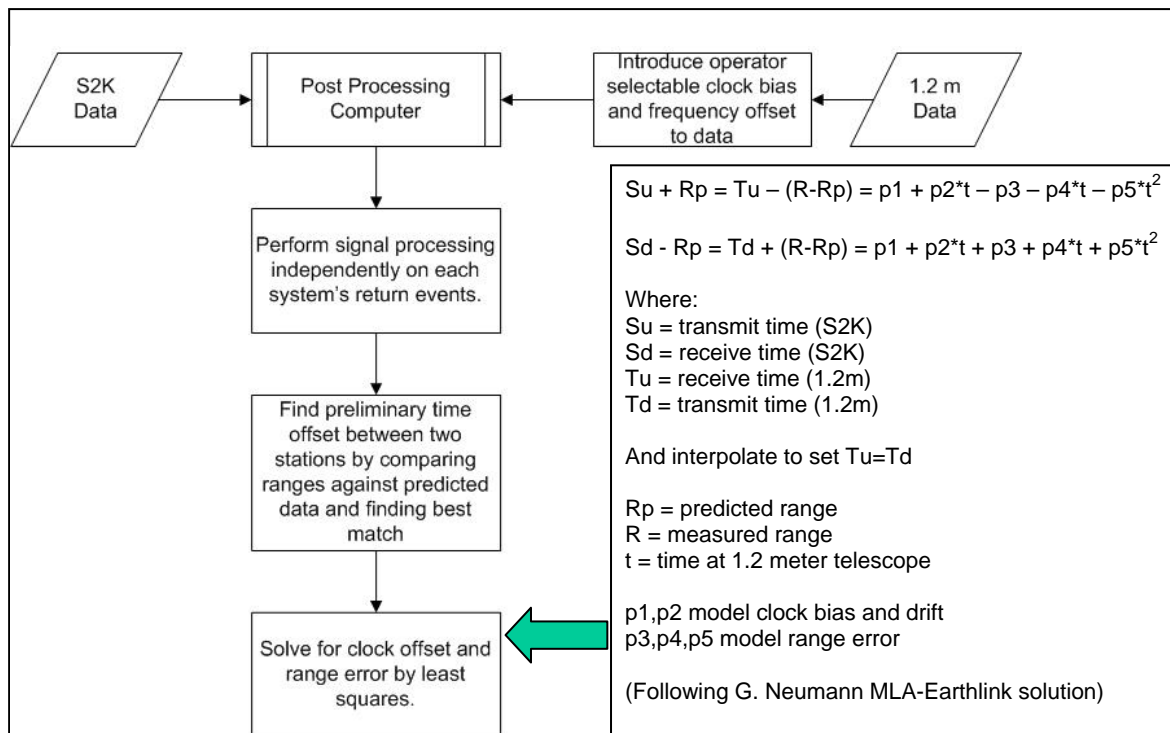 S2K
Data
Post Processing
Computer
Introduce operator
selectable clock bias
and frequency offset
to data
1.2 m
Data
Perform signal processing
independently on each
system's return events.
Find preliminary time
offset between two
stations by comparing
ranges against predicted
data and finding best
match
Solve for clock offset and
range error by least
squares.
Su + Rp = Tu – (R-Rp) = p1 + p2*t – p3 – p4*t – p5*t²
Sd - Rp = Td + (R-Rp) = p1 + p2*t + p3 + p4*t + p5*t²
Where:
Su = transmit time (S2K)
Sd = receive time (S2K)
Tu = receive time (1.2m)
Td = transmit time (1.2m)
And interpolate to set Tu=Td
Rp = predicted range
R = measured range
t = time at 1.2 meter telescope
p1,p2 model clock bias and drift
p3,p4,p5 model range error
(Following G. Neumann MLA-Earthlink solution)